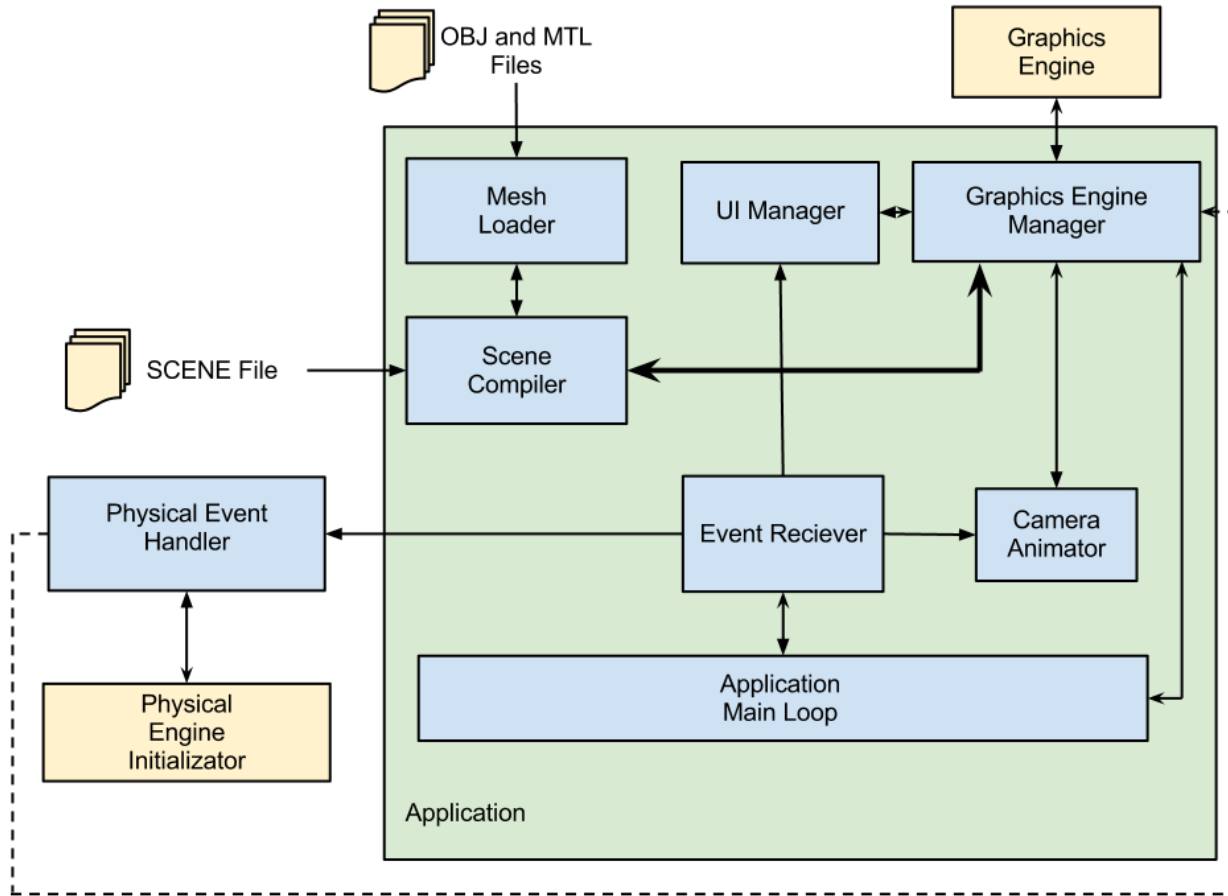 OBJ and MTL
Files
Graphics
Engine
Mesh
Loader
UI Manager
Graphics Engine
Manager
SCENE File
Scene
Compiler
Physical Event
Handler
Event Reciever
Camera
Animator
Physical
Engine
Initializator
Application
Main Loop
Application